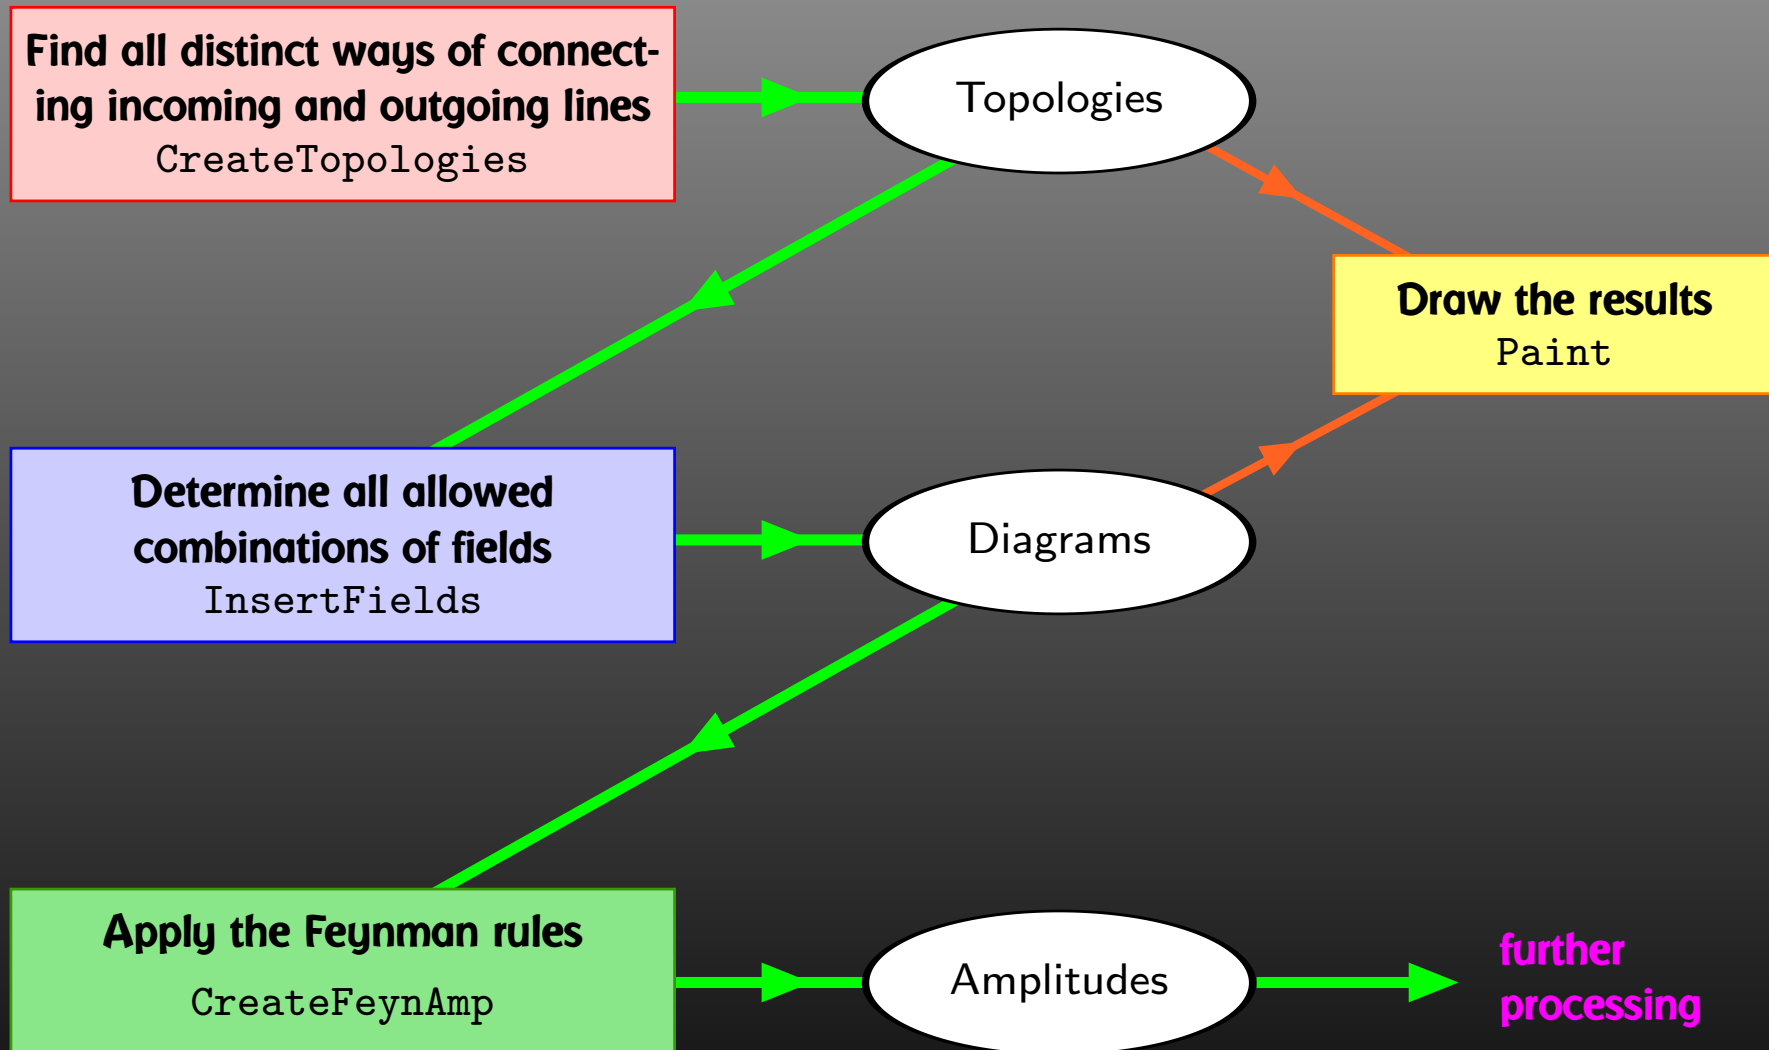 Find all distinct ways of connect-
ing incoming and outgoing lines
CreateTopologies
Topologies
Draw the results
Paint
Determine all allowed
combinations of fields
InsertFields
Diagrams
Apply the Feynman rules
CreateFeynAmp
Amplitudes
further
processing